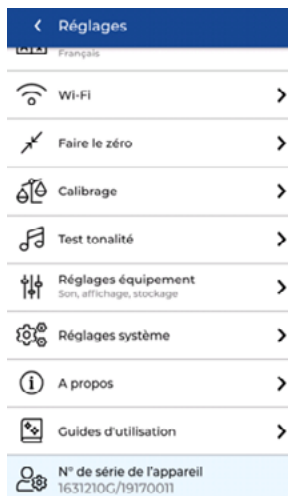 Réglages
Français
Wi-Fi
Faire le zéro
Calibrage
Test tonalité
Réglages équipement
Son, affichage, stockage
Réglages système
A propos
Guides d'utilisation
N° de série de l'appareil
1631210G/19170011